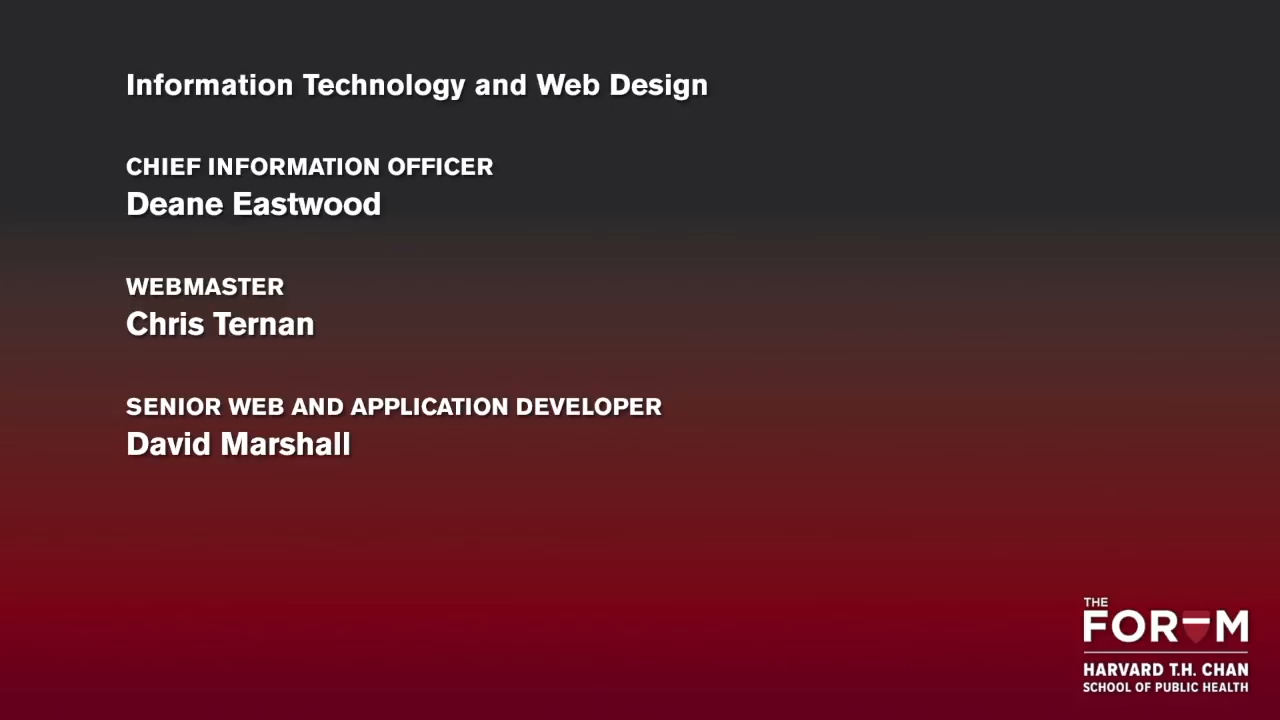 Information Technology and Web Design
CHIEF INFORMATION OFFICER
Deane Eastwood
WEBMASTER
Chris Ternan
SENIOR WEB AND APPLICATION DEVELOPER
David Marshall
THE
FORUM
HARVARD T.H. CHAN
SCHOOL OF PUBLIC HEALTH